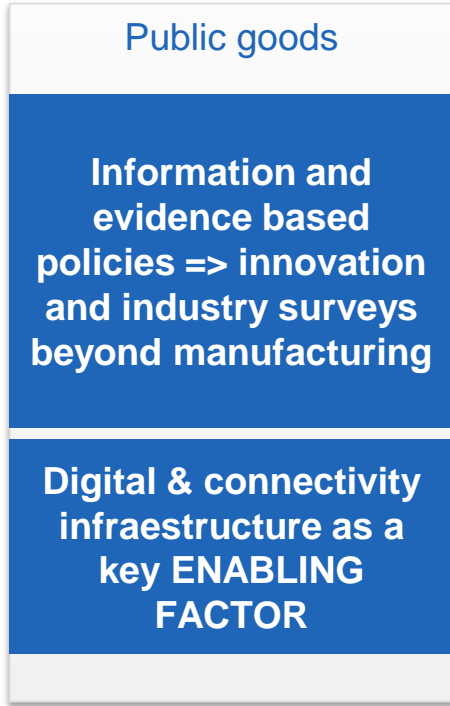 Public goods
Information and
evidence based
policies => innovation
and industry surveys
beyond manufacturing
Digital & connectivity
infraestructure as a
key ENABLING
FACTOR